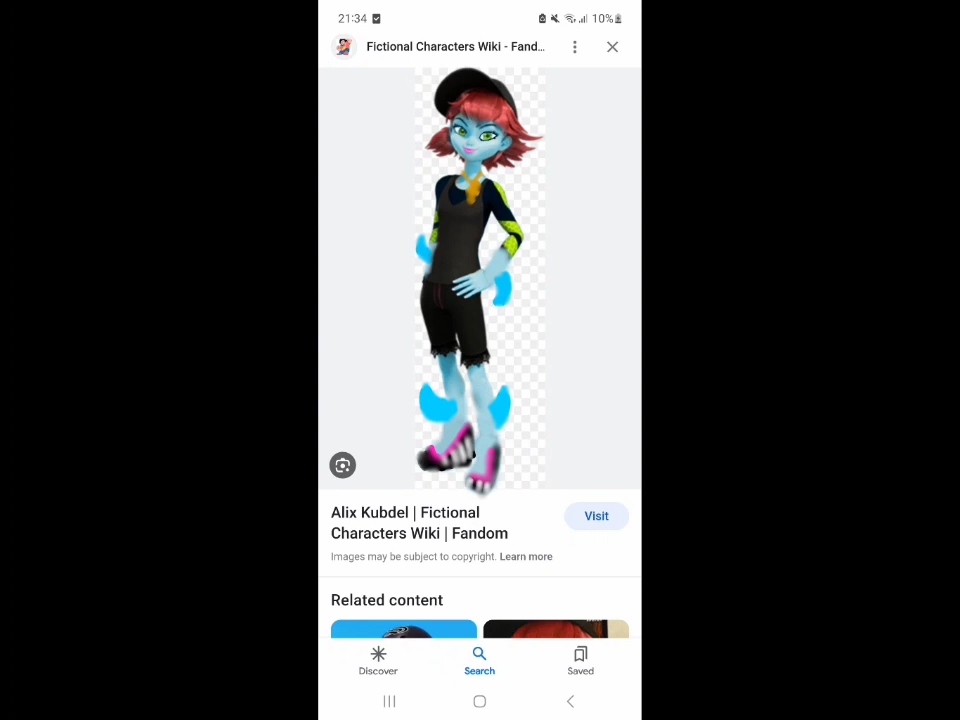 21:34
10%
Fictional Characters Wiki - Fand...
Alix Kubdel | Fictional
Characters Wiki | Fandom
Visit
Images may be subject to copyright. Learn more
Related content
Discover
Search
Saved